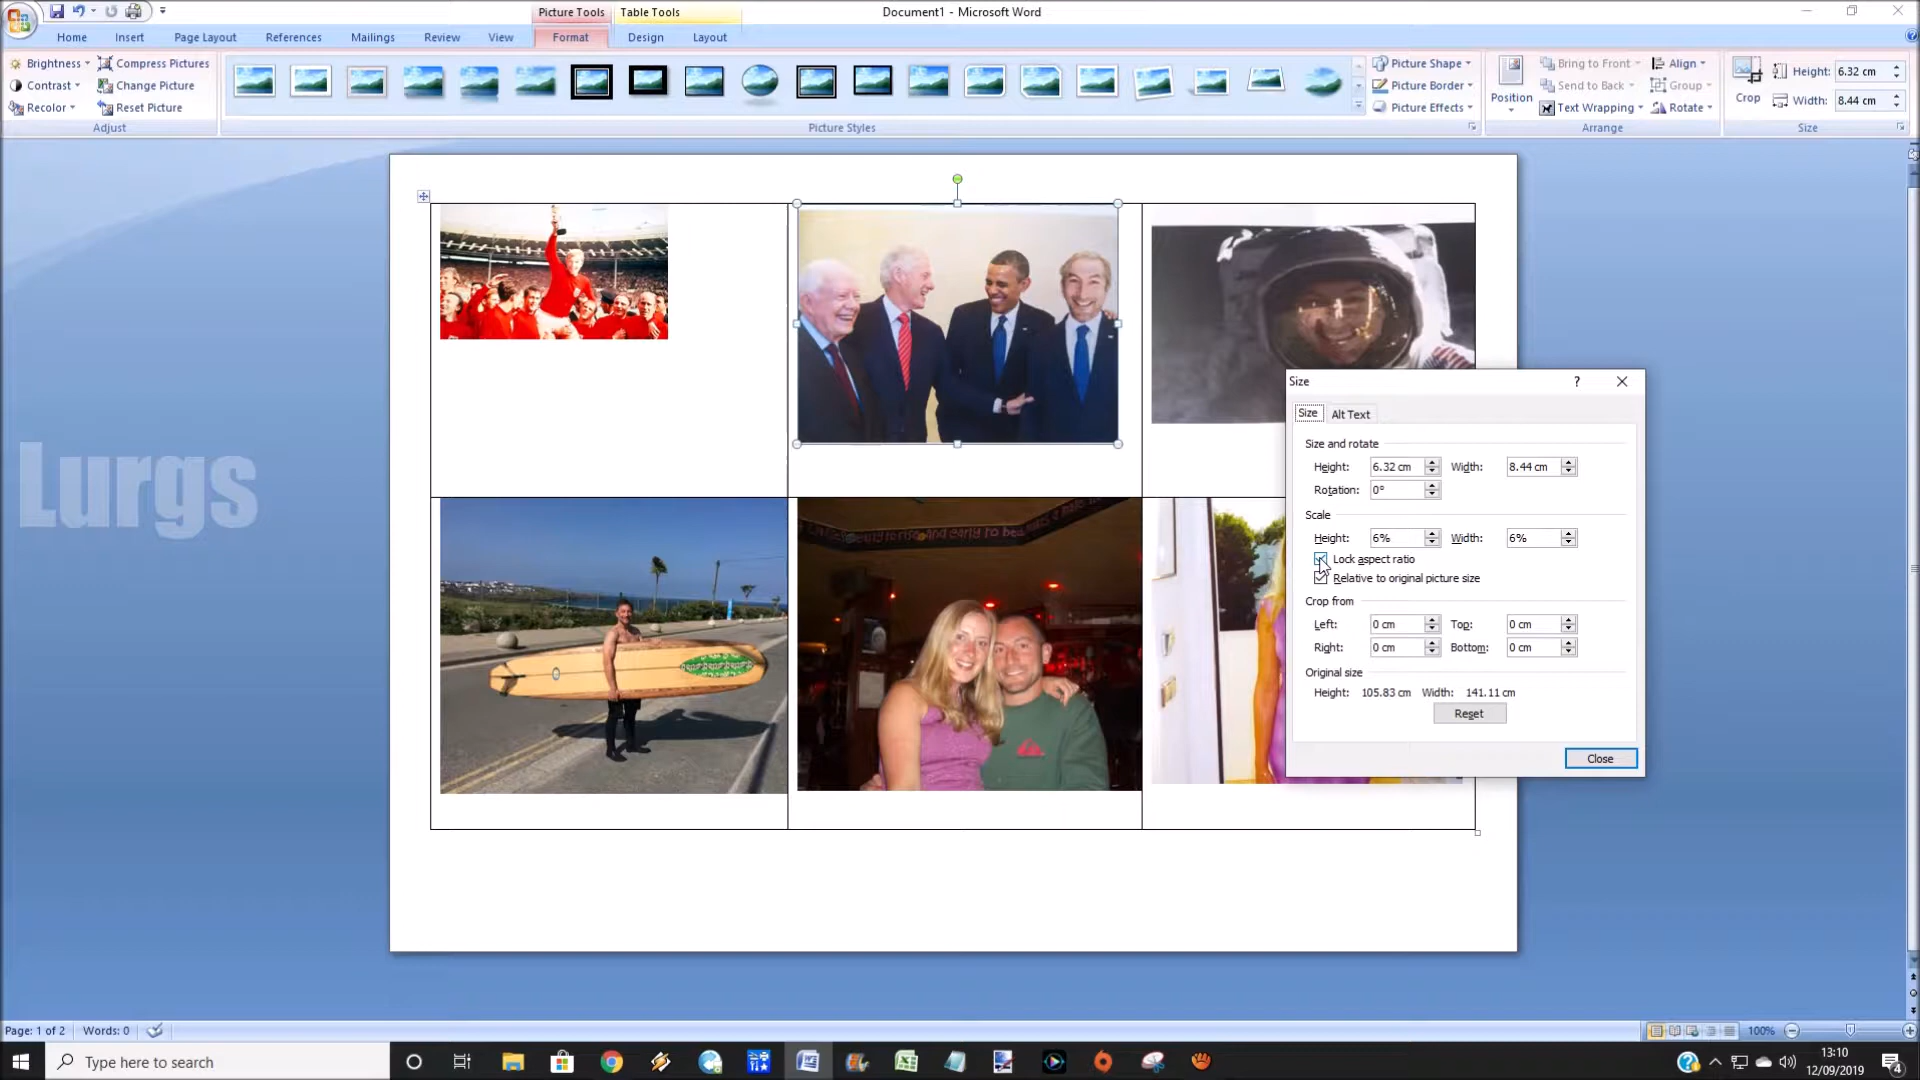 Picture Tools
Table Tools
Document1 - Microsoft Word
Home
Insert
Page Layout
References
Mailings
Review
View
Format
Design
Layout
Brightness
Compress Pictures
Contrast
Change Picture
Recolor
Reset Picture
Adjust
Picture Styles
Picture Shape
Picture Border
Picture Effects
Position
Bring to Front
Send to Back
Text Wrapping
Align
Group
Rotate
Arrange
Crop
Height: 6.32 cm
Width: 8.44 cm
Size
Lurgs
Size ?
Size Alt Text
Size and rotate
Height: 6.32 cm Width: 8.44 cm
Rotation: 0°
Scale
Height: 6% Width: 6%
Lock aspect ratio
Relative to original picture size
Crop from
Left: 0 cm Top: 0 cm
Right: 0 cm Bottom: 0 cm
Original size
Height: 105.83 cm Width: 141.11 cm
Reset
Close
Page: 1 of 2 Words: 0
100%
Type here to search
13:10
12/09/2019
4